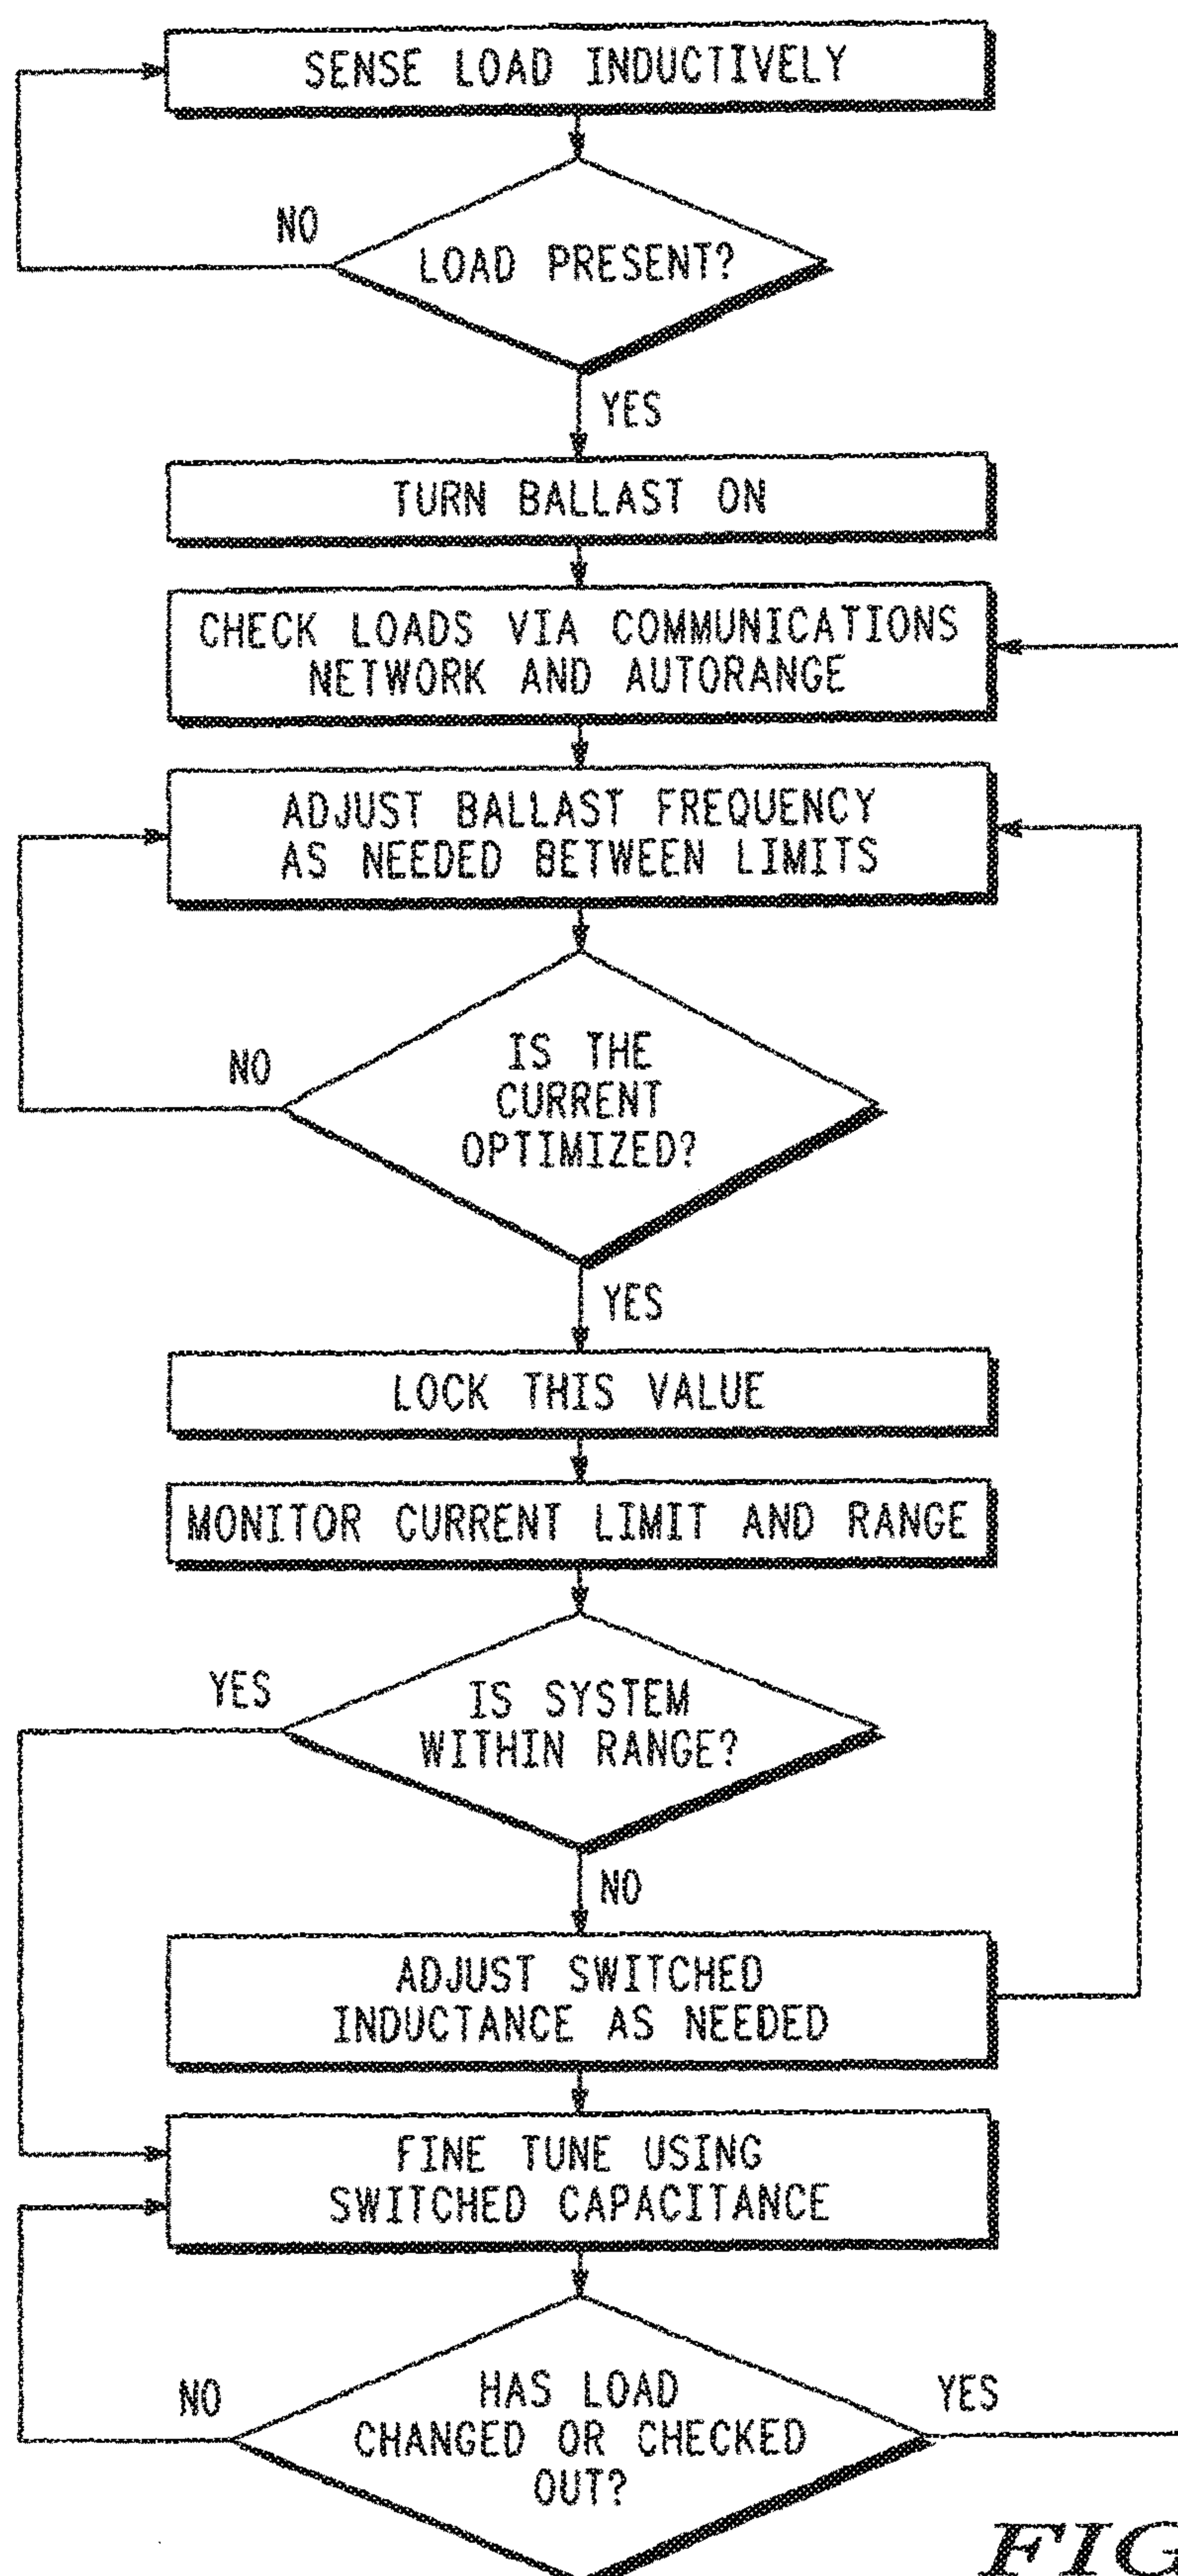 SENSE LOAD INDUCTIVELY
NO
LOAD PRESENT?
YES
TURN BALLAST ON
CHECK LOADS VIA COMMUNICATIONS
NETWORK AND AUTORANGE
ADJUST BALLAST FREQUENCY
AS NEEDED BETWEEN LIMITS
NO
IS THE
CURRENT
OPTIMIZED?
YES
LOCK THIS VALUE
MONITOR CURRENT LIMIT AND RANGE
YES
IS SYSTEM
WITHIN RANGE?
NO
ADJUST SWITCHED
INDUCTANCE AS NEEDED
FINE TUNE USING
SWITCHED CAPACITANCE
NO
HAS LOAD
CHANGED OR CHECKED
OUT?
YES
FIG